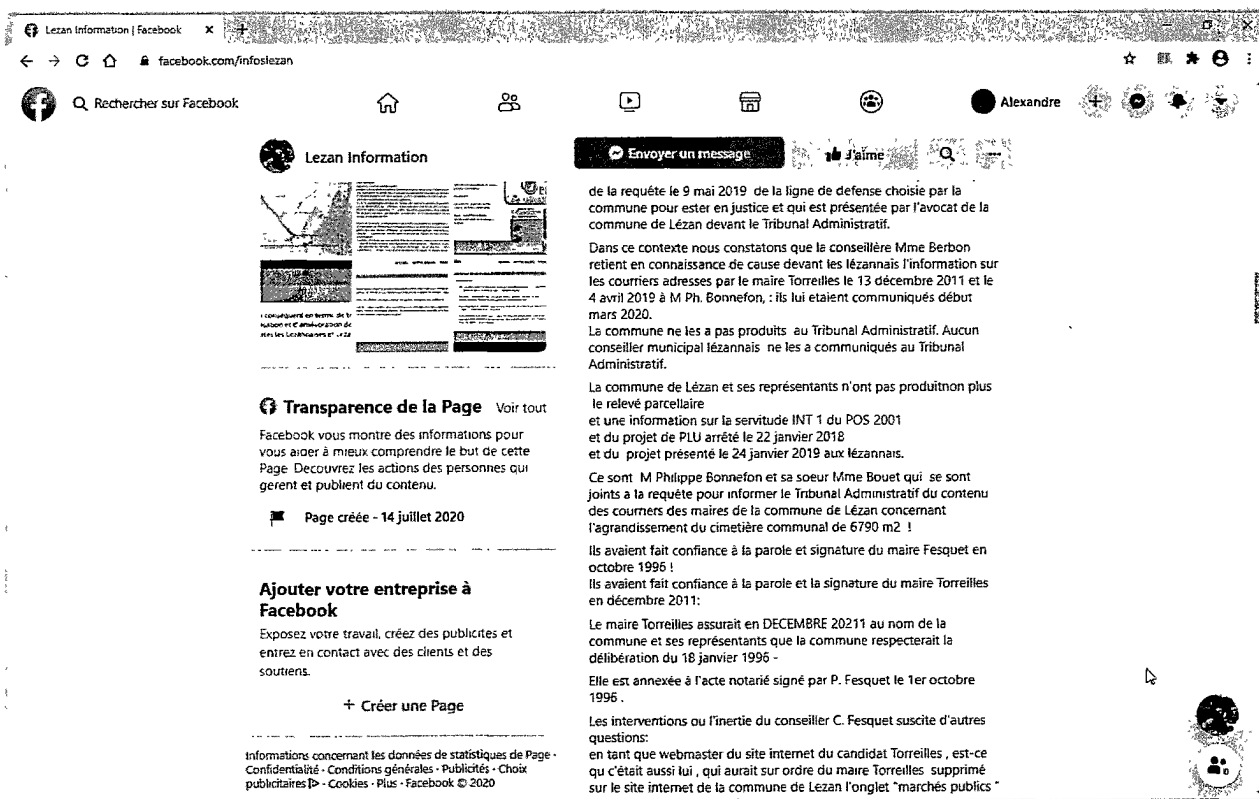 Lezan Information | Facebook
facebook.com/infoslezan
Rechercher sur Facebook
Alexandre
Lezan Information
Envoyer un message
J'aime
de la requête le 9 mai 2019 de la ligne de defense choisie par la
commune pour ester en justice et qui est présentée par l'avocat de la
commune de Lézan devant le Tribunal Administratif.
Dans ce contexte nous constatons que la conseillère Mme Berbon
retient en connaissance de cause devant les lézannais l'information sur
les courriers adresses par le maire Torreilles le 13 décembre 2011 et le
4 avril 2019 à M Ph. Bonnefon, : ils lui etaient communiqués début
mars 2020.
La commune ne les a pas produits au Tribunal Administratif. Aucun
conseiller municipal lézannais ne les a communiqués au Tribunal
Administratif.
La commune de Lézan et ses représentants n'ont pas produitnon plus
le relevé parcellaire
et une information sur la servitude INT 1 du POS 2001
et du projet de PLU arrêté le 22 janvier 2018
et du projet présenté le 24 janvier 2019 aux lézannais.
Ce sont M Philippe Bonnefon et sa soeur Mme Bouet qui se sont
joints a la requête pour informer le Tribunal Administratif du contenu
des courriers des maires de la commune de Lézan concernant
l'agrandissement du cimetière communal de 6790 m2 !
Ils avaient fait confiance à la parole et signature du maire Fesquet en
octobre 1996 !
Ils avaient fait confiance à la parole et la signature du maire Torreilles
en décembre 2011:
Le maire Torreilles assurait en DECEMBRE 20211 au nom de la
commune et ses représentants que la commune respecterait la
délibération du 18 janvier 1996 -
Elle est annexée à l'acte notarié signé par P. Fesquet le 1er octobre
1996 .
Les interventions ou l'inertie du conseiller C. Fesquet suscite d'autres
questions:
en tant que webmaster du site internet du candidat Torreilles , est-ce
qu c'était aussi lui , qui aurait sur ordre du maire Torreilles supprimé
sur le site internet de la commune de Lezan l'onglet "marchés publics "
Transparence de la Page Voir tout
Facebook vous montre des informations pour
vous aider à mieux comprendre le but de cette
Page Decouvrez les actions des personnes qui
gerent et publient du contenu.
Page créée - 14 juillet 2020
Ajouter votre entreprise à
Facebook
Exposez votre travail, créez des publicites et
entrez en contact avec des clients et des
soutiens.
+ Créer une Page
Informations concernant les données de statistiques de Page ·
Confidentialité · Conditions générales · Publicités · Choix
publicitaires · Cookies · Plus · Facebook © 2020